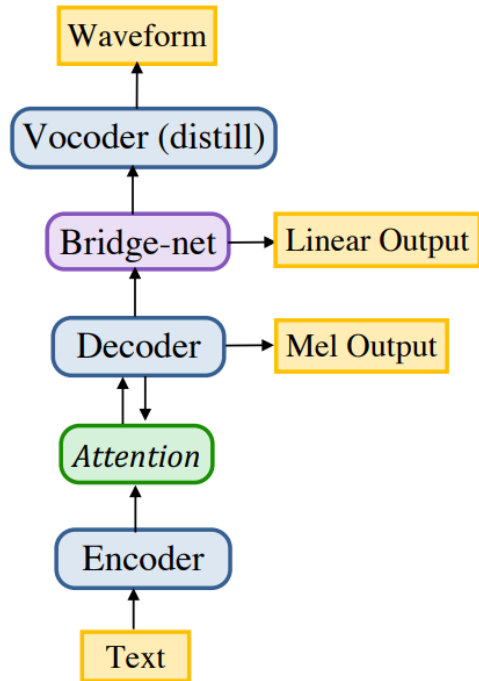 Waveform
Vocoder (distill)
Bridge-net
Linear Output
Decoder
Mel Output
Attention
Encoder
Text